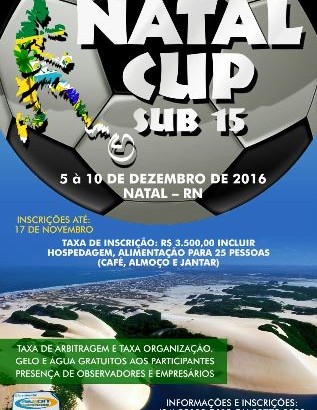 NATAL
CUP
SUB 15
5 à 10 DE DEZEMBRO DE 2016
NATAL – RN
INSCRIÇÕES ATÉ:
17 DE NOVEMBRO
TAXA DE INSCRIÇÃO: R$ 3.500,00 INCLUIR
HOSPEDAGEM, ALIMENTAÇÃO PARA 25 PESSOAS
(CAFÉ, ALMOÇO E JANTAR)
TAXA DE ARBITRAGEM E TAXA ORGANIZAÇÃO,
GELO E ÁGUA GRATUITOS AOS PARTICIPANTES
PRESENÇA DE OBSERVADORES E EMPRESÁRIOS
INFORMAÇÕES E INSCRIÇÕES: